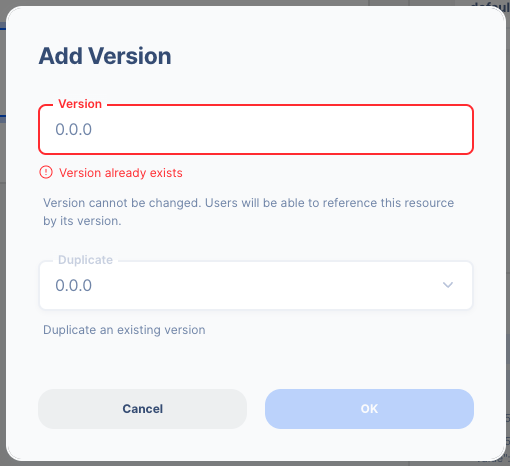 defaul
Add Version
Version
0.0.0
Version already exists
Version cannot be changed. Users will be able to reference this resource
by its version.
Duplicate
0.0.0
Duplicate an existing version
Cancel
OK